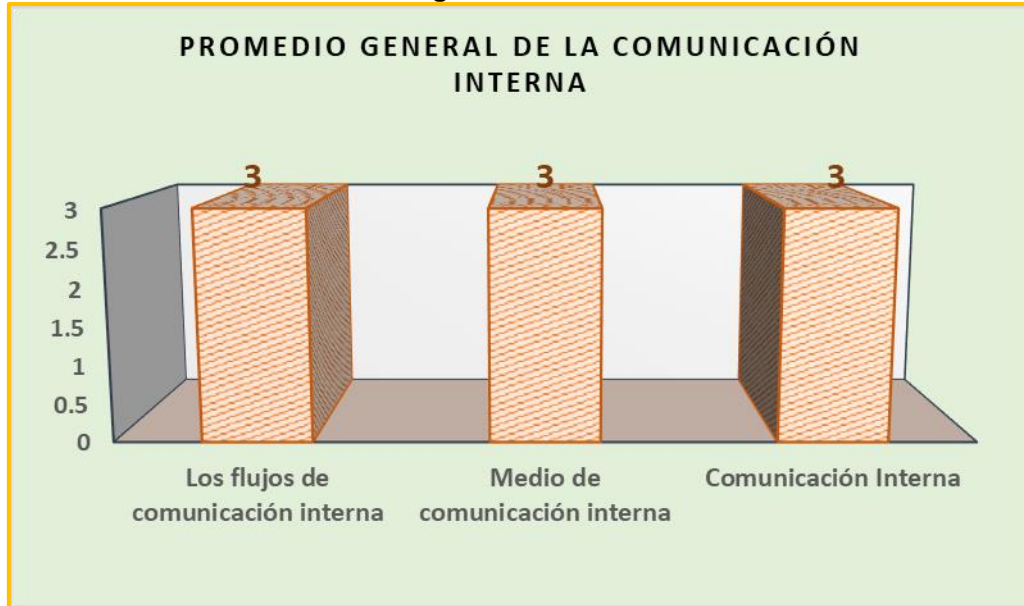 PROMEDIO GENERAL DE LA COMUNICACIÓN
INTERNA
3
3
3
3
2.5
2
1.5
1
0.5
0
Los flujos de
comunicación interna
Medio de
comunicación interna
Comunicación Interna